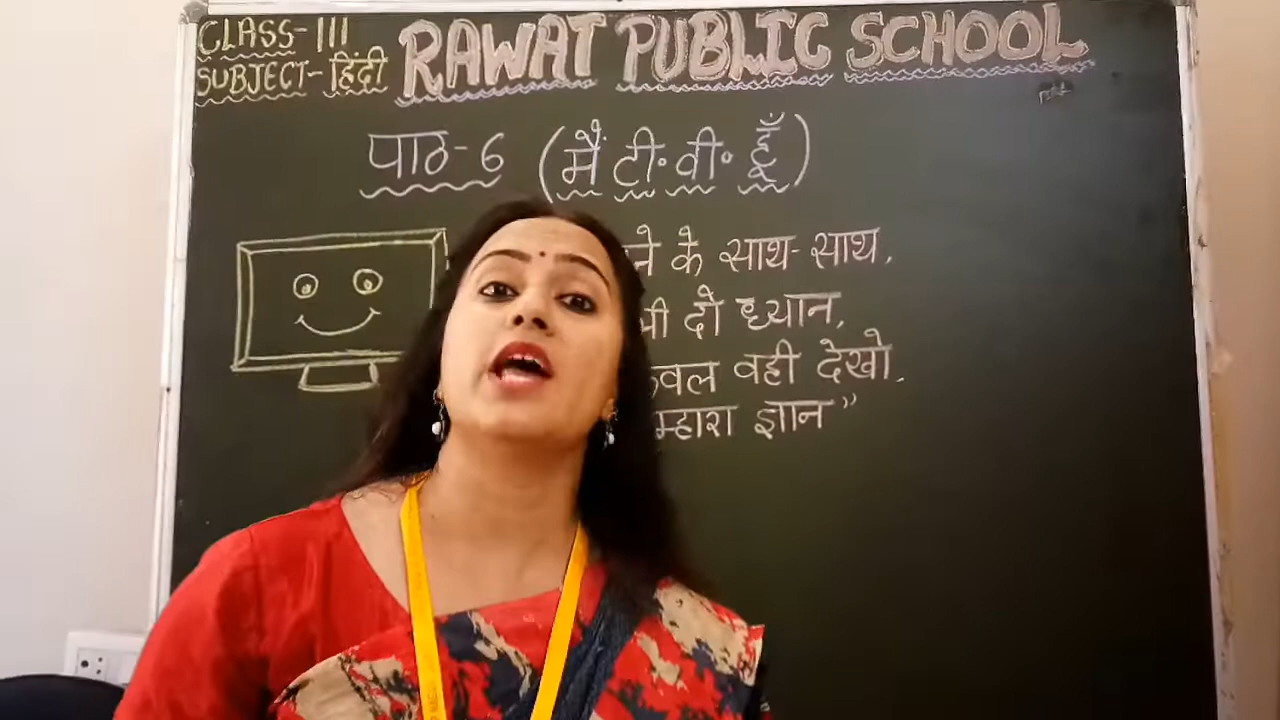 CLASS-III
SUBJECT-हिंदी
RAWAT PUBLIC SCHOOL
पाठ-6 (मैं टी॰वी॰ हूँ)
के साथ-साथ,
दो ध्यान,
वही देखो,
ज्ञान”